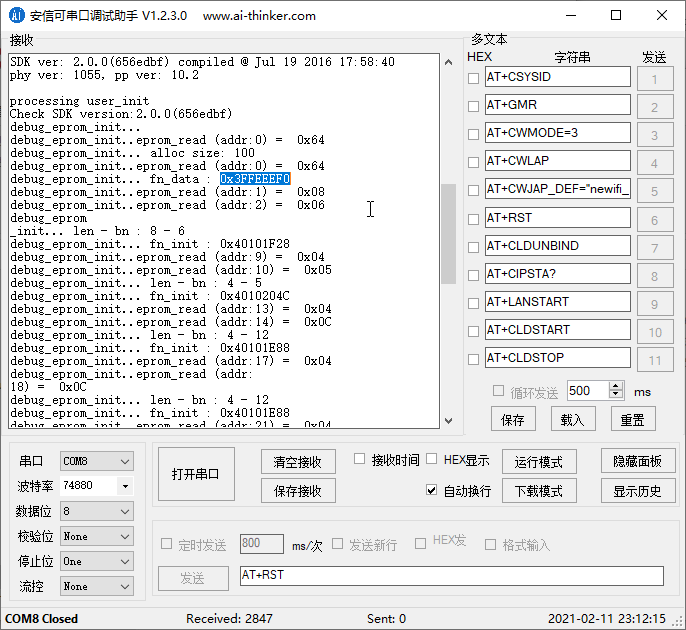 安信可串口调试助手 V1.2.3.0 www.ai-thinker.com
接收
SDK ver: 2.0.0(656edbf) compiled @ Jul 19 2016 17:58:40
phy ver: 1055, pp ver: 10.2
processing user_init
Check SDK version:2.0.0(656edbf)
debug_eprom_init...
debug_eprom_init..eprom_read (addr:0) = 0x64
debug_eprom_init... alloc size: 100
debug_eprom_init..eprom_read (addr:0) = 0x64
debug_eprom_init... fn_data : 0x3FFEEEF0
debug_eprom_init..eprom_read (addr:1) = 0x08
debug_eprom_init..eprom_read (addr:2) = 0x06
debug_eprom
_init... len - bn : 8 - 6
debug_eprom_init... fn_init : 0x40101F28
debug_eprom_init..eprom_read (addr:9) = 0x04
debug_eprom_init..eprom_read (addr:10) = 0x05
debug_eprom_init... len - bn : 4 - 5
debug_eprom_init... fn_init : 0x4010204C
debug_eprom_init..eprom_read (addr:13) = 0x04
debug_eprom_init..eprom_read (addr:14) = 0x0C
debug_eprom_init... len - bn : 4 - 12
debug_eprom_init... fn_init : 0x40101E88
debug_eprom_init..eprom_read (addr:17) = 0x04
debug_eprom_init..eprom_read (addr:
18) = 0x0C
debug_eprom_init... len - bn : 4 - 12
debug_eprom_init... fn_init : 0x40101E88
debug_eprom_init..eprom_read (addr:21) = 0x04
多文本
HEX 字符串 发送
AT+CSYSID 1
AT+GMR 2
AT+CWMODE=3 3
AT+CWLAP 4
AT+CWJAP_DEF="newifi_ 5
AT+RST 6
AT+CLDUNBIND 7
AT+CIPSTA? 8
AT+LANSTART 9
AT+CLDSTART 10
AT+CLDSTOP 11
循环发送 500 ms
保存 载入 重置
串口 COM8
波特率 74880
数据位 8
校验位 None
停止位 One
流控 None
打开串口 清空接收 接收时间 HEX显示 运行模式 隐藏面板
保存接收 自动换行 下载模式 显示历史
定时发送 800 ms/次 发送新行 HEX发 格式输入
发送 AT+RST
COM8 Closed Received: 2847 Sent: 0 2021-02-11 23:12:15